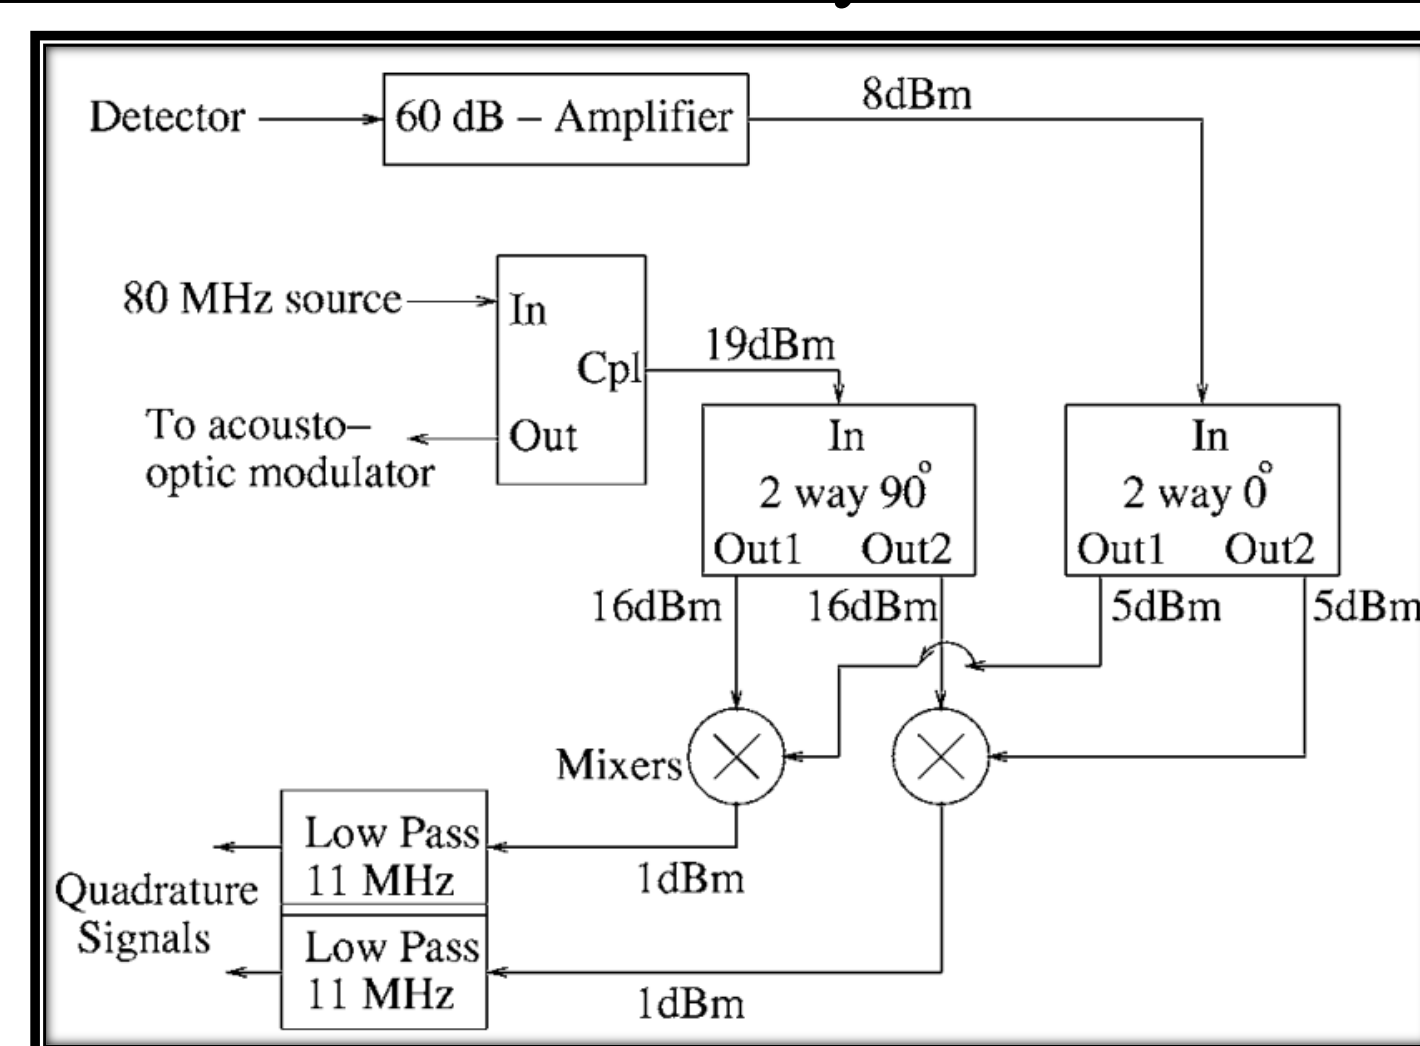 Detector
60 dB – Amplifier
8dBm
80 MHz source
In
Cpl
Out
19dBm
To acousto–
optic modulator
In
2 way 90°
Out1 Out2
In
2 way 0°
Out1 Out2
16dBm
16dBm
5dBm
5dBm
Mixers
Low Pass
11 MHz
1dBm
Quadrature
Signals
Low Pass
11 MHz
1dBm